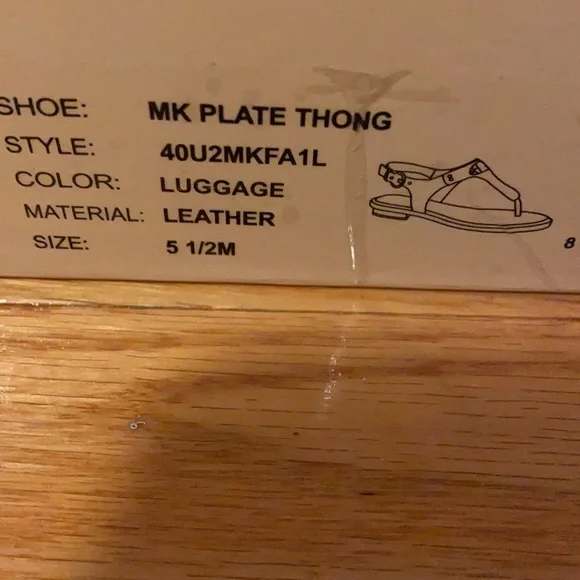 SHOE: MK PLATE THONG
STYLE: 40U2MKFA1L
COLOR: LUGGAGE
MATERIAL: LEATHER
SIZE: 5 1/2M
8